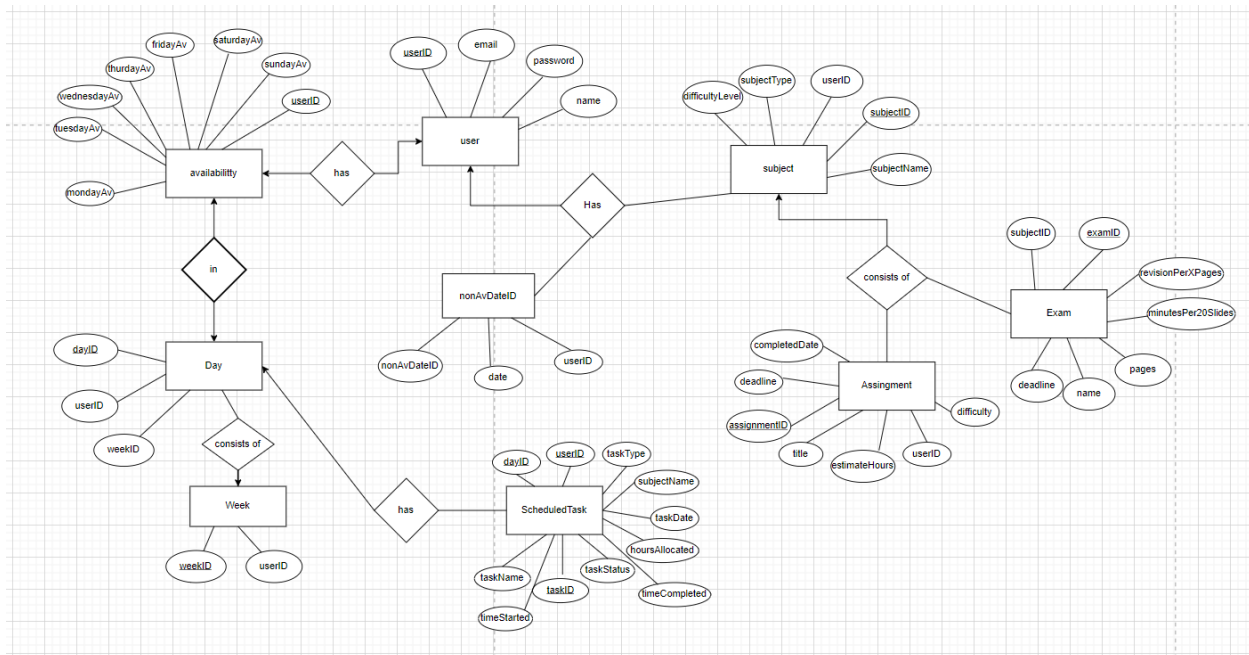 saturdayAv
fridayAv
sundayAv
thurdayAv
wednesdayAv
userID
tuesdayAv
mondayAv
availabilitty
has
userID
email
password
name
user
difficultyLevel
subjectType
userID
subjectID
subjectName
subject
Has
in
nonAvDateID
nonAvDateID
date
userID
consists of
subjectID
examID
revisionPerXPages
minutesPer20Slides
Exam
deadline
name
pages
dayID
Day
userID
weekID
consists of
Week
weekID
userID
completedDate
deadline
Assingment
assignmentID
difficulty
title
estimateHours
userID
has
dayID
userID
taskType
subjectName
ScheduledTask
taskDate
hoursAllocated
taskName
taskID
taskStatus
timeCompleted
timeStarted